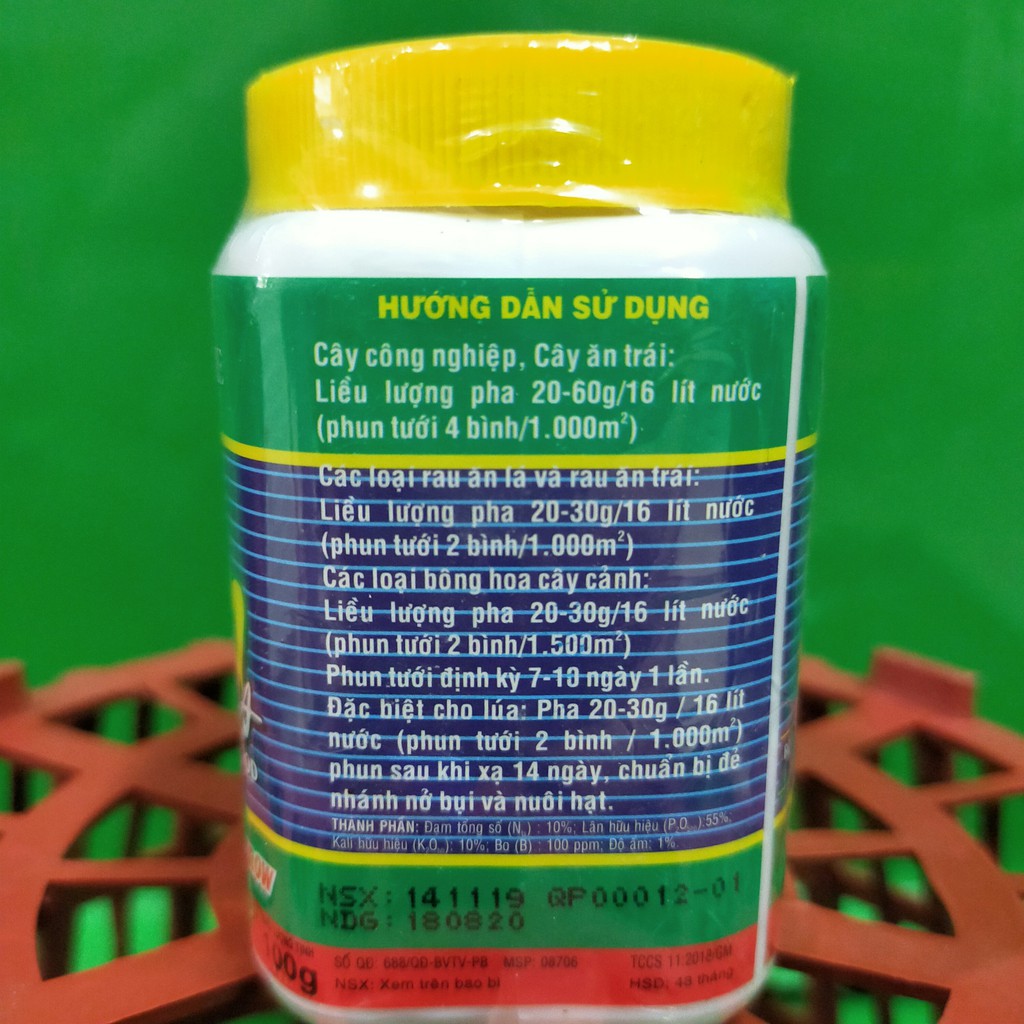 HƯỚNG DẪN SỬ DỤNG
Cây công nghiệp, Cây ăn trái:
Liều lượng pha 20-60g/16 lít nước
(phun tưới 4 bình/1.000m²)
Các loại rau ăn lá và rau ăn trái:
Liều lượng pha 20-30g/16 lít nước
(phun tưới 2 bình/1.000m²)
Các loại bông hoa cây cảnh:
Liều lượng pha 20-30g/16 lít nước
(phun tưới 2 bình/1.500m²)
Phun tưới định kỳ 7-10 ngày 1 lần.
Đặc biệt cho lúa: Pha 20-30g / 16 lít
nước (phun tưới 2 bình / 1.000m²)
phun sau khi xạ 14 ngày, chuẩn bị đẻ
nhánh nở bụi và nuôi hạt.
THÀNH PHẦN: Đạm tổng số (Nts) : 10%; Lân hữu hiệu (P2O5hh):55%;
Kali hữu hiệu (K2Ohh): 10%; Bo (B) : 100 ppm; Độ ẩm: 1%.
NSX: 141119 QP00012-01
NDG: 180820
100g
SỐ QĐ: 688/QĐ-BVTV-PB MSP: 08706 TCCS 11:2018/GM
NSX: Xem trên bao bì HSD: 48 tháng